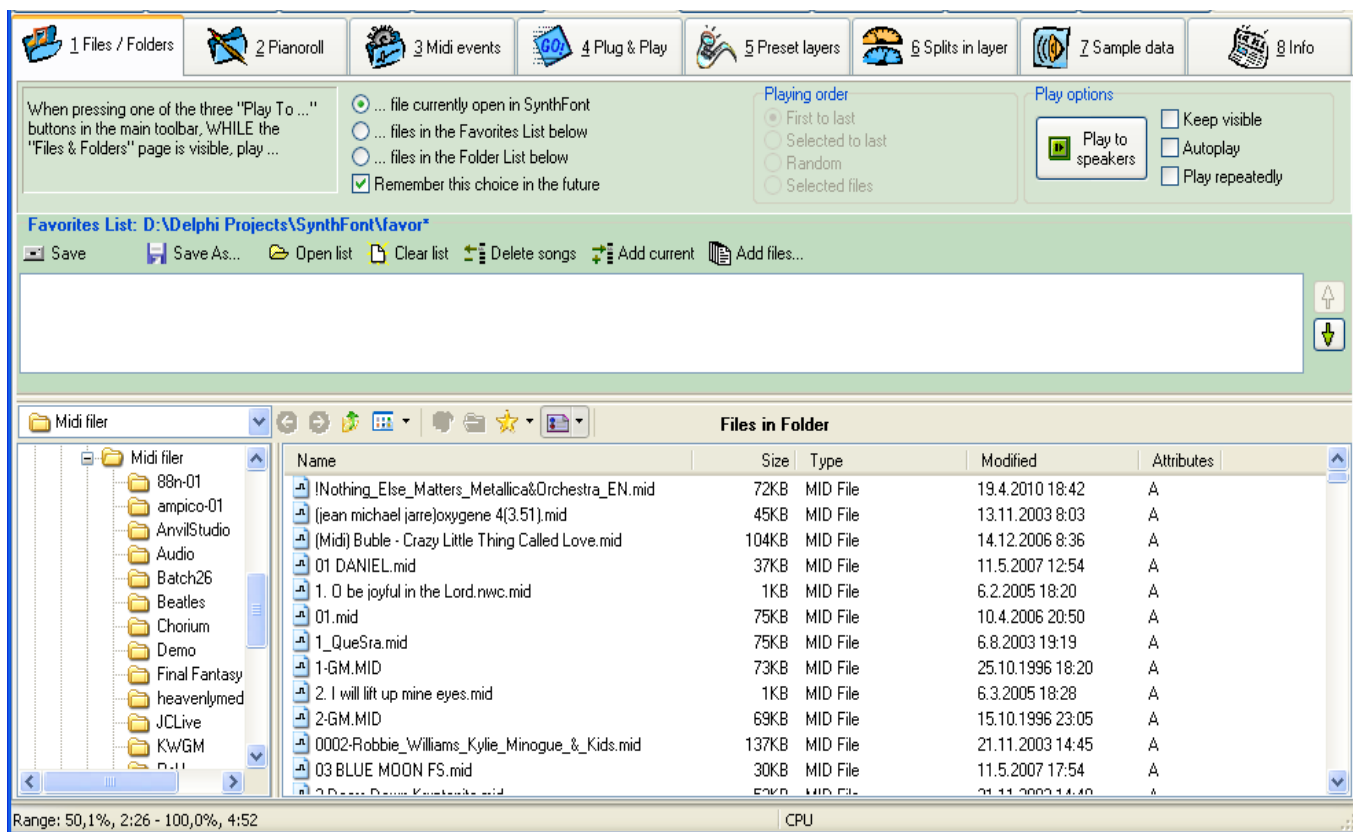 1 Files / Folders 2 Pianoroll 3 Midi events GO! 4 Plug & Play 5 Preset layers 6 Splits in layer 7 Sample data 8 Info
When pressing one of the three "Play To ..."
buttons in the main toolbar, WHILE the
"Files & Folders" page is visible, play ...
... file currently open in SynthFont
... files in the Favorites List below
... files in the Folder List below
Remember this choice in the future
Playing order
First to last
Selected to last
Random
Selected files
Play options
Play to
speakers
Keep visible
Autoplay
Play repeatedly
Favorites List: D:\Delphi Projects\SynthFont\favor*
Save Save As... Open list Clear list Delete songs Add current Add files...
Midi filer
Files in Folder
Midi filer
88n-01
ampico-01
AnvilStudio
Audio
Batch26
Beatles
Chorium
Demo
Final Fantasy
heavenlymed
JCLive
KWGM
Name Size Type Modified Attributes
!Nothing_Else_Matters_Metallica&Orchestra_EN.mid 72KB MID File 19.4.2010 18:42 A
(jean michael jarre)oxygene 4(3.51).mid 45KB MID File 13.11.2003 8:03 A
(Midi) Buble - Crazy Little Thing Called Love.mid 104KB MID File 14.12.2006 8:36 A
01 DANIEL.mid 37KB MID File 11.5.2007 12:54 A
1. O be joyful in the Lord.nwc.mid 1KB MID File 6.2.2005 18:20 A
01.mid 75KB MID File 10.4.2006 20:50 A
1_QueSra.mid 75KB MID File 6.8.2003 19:19 A
1-GM.MID 73KB MID File 25.10.1996 18:20 A
2. I will lift up mine eyes.mid 1KB MID File 6.3.2005 18:28 A
2-GM.MID 69KB MID File 15.10.1996 23:05 A
0002-Robbie_Williams_Kylie_Minogue_&_Kids.mid 137KB MID File 21.11.2003 14:45 A
03 BLUE MOON FS.mid 30KB MID File 11.5.2007 17:54 A
Range: 50,1%, 2:26 - 100,0%, 4:52 CPU